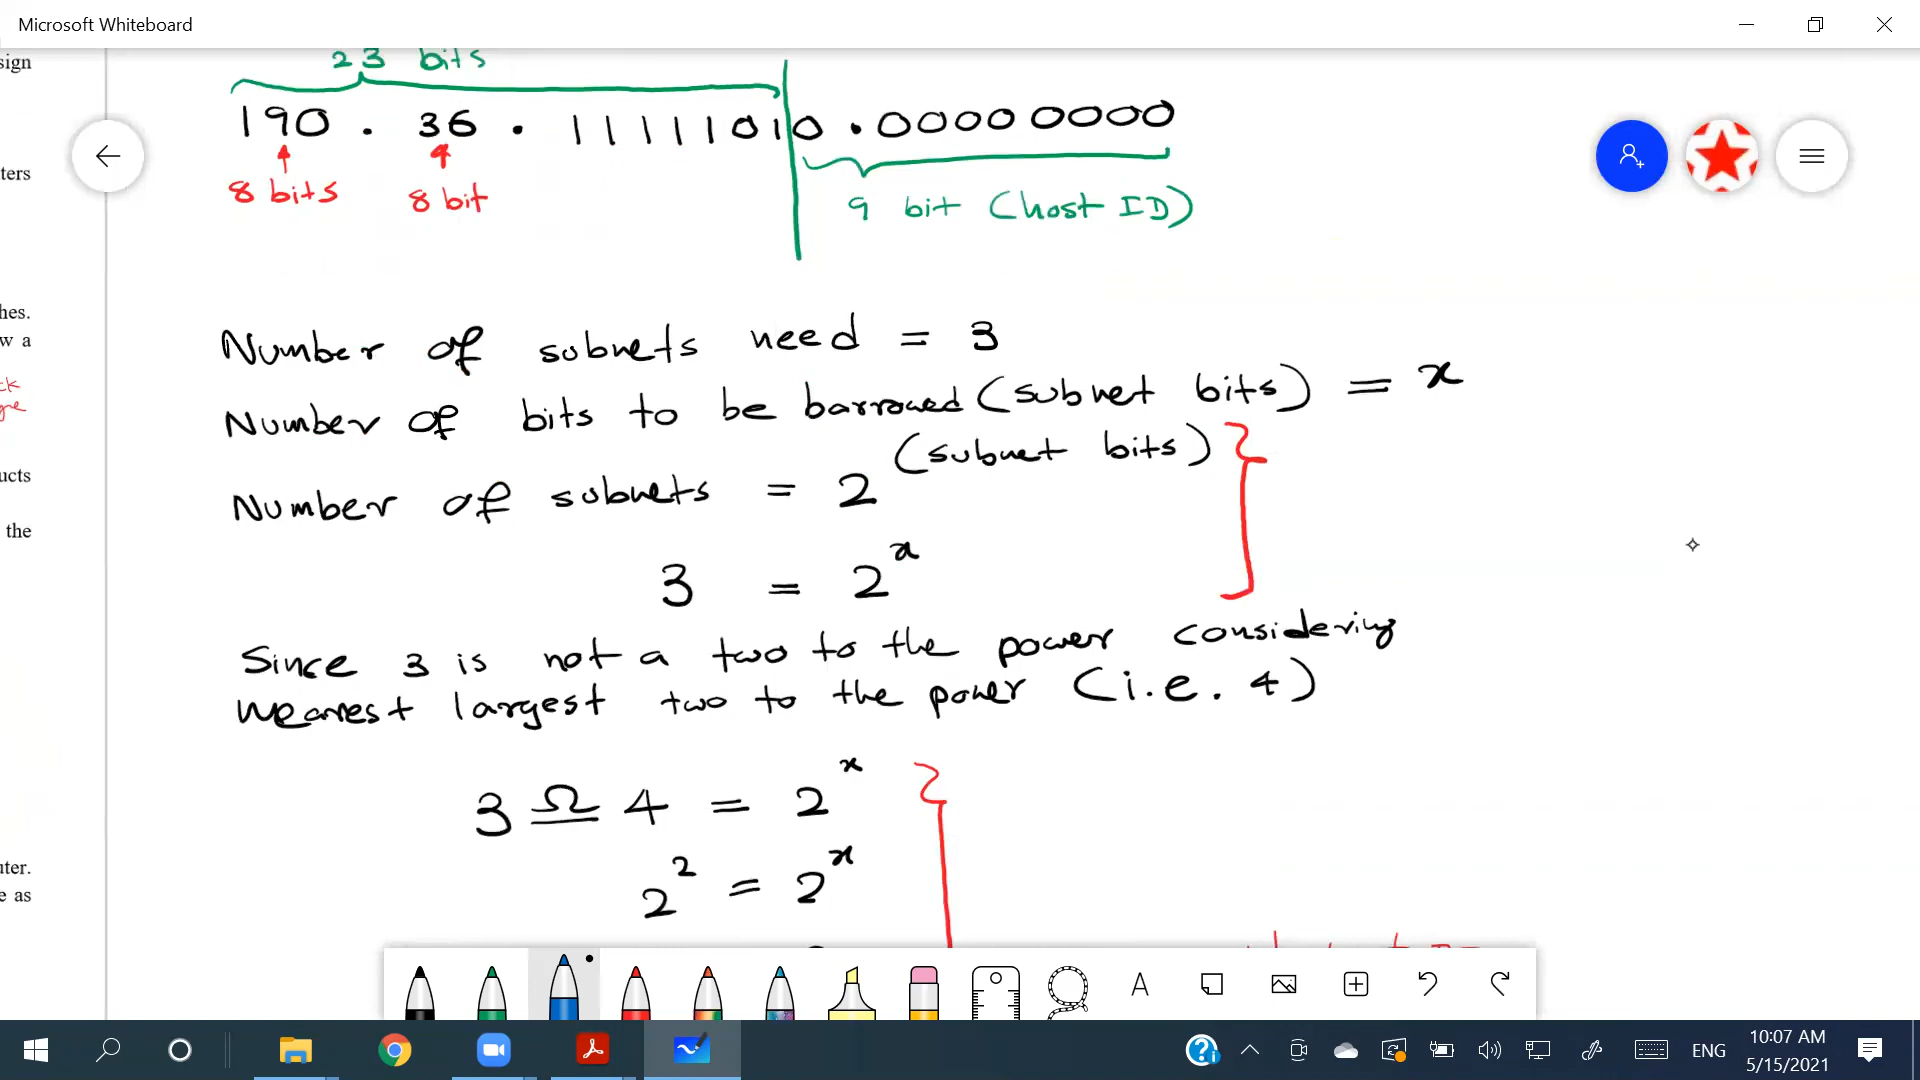 Microsoft Whiteboard
sign
ters
hes.
w a
ck
ge
ucts
the
uter.
e as
23 bits
190 . 36 . 11111010 . 00000000
8 bits 8 bit
9 bit (host ID)
Number of subnets need = 3
Number of bits to be barrowed (subnet bits) = x
Number of subnets = 2 (subnet bits)
3 = 2^x
Since 3 is not a two to the power considering
nearest largest two to the power (i.e. 4)
3 Ω 4 = 2^x
2^2 = 2^x
A
ENG
10:07 AM
5/15/2021